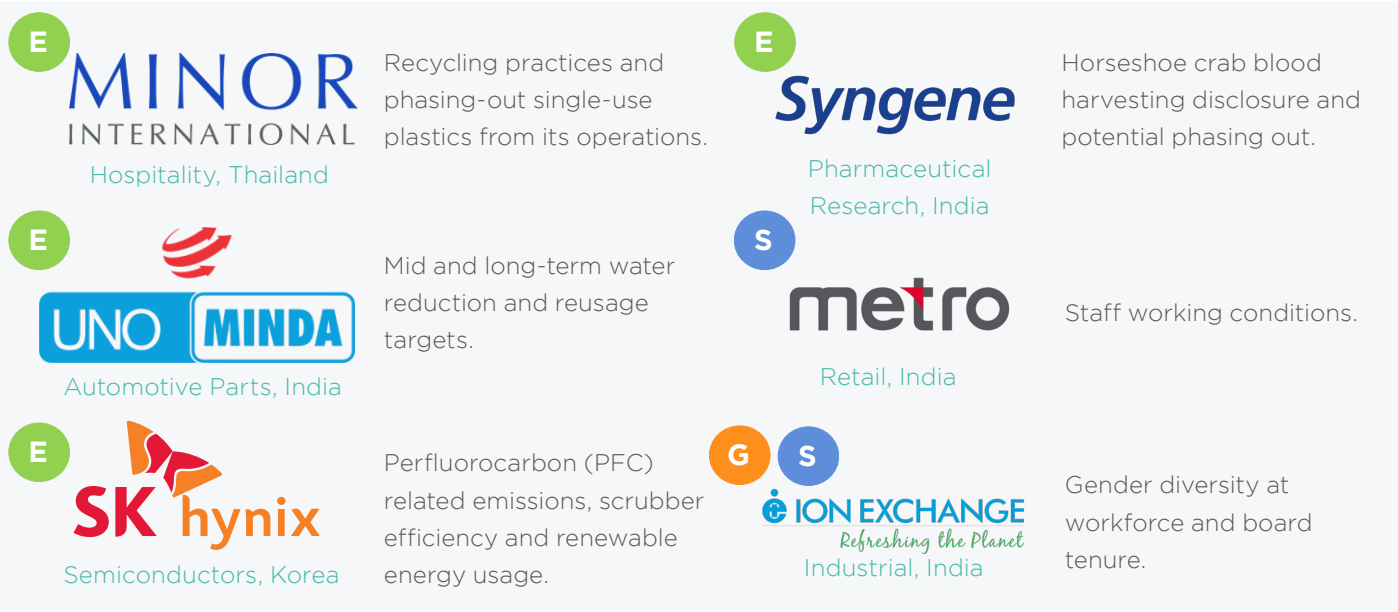 E
MINOR
INTERNATIONAL
Hospitality, Thailand
Recycling practices and
phasing-out single-use
plastics from its operations.
E
Syngene
Pharmaceutical
Research, India
Horseshoe crab blood
harvesting disclosure and
potential phasing out.
E
UNO MINDA
Automotive Parts, India
Mid and long-term water
reduction and reusage
targets.
S
metro
Retail, India
Staff working conditions.
E
SK hynix
Semiconductors, Korea
Perfluorocarbon (PFC)
related emissions, scrubber
efficiency and renewable
energy usage.
G S
ION EXCHANGE
Refreshing the Planet
Industrial, India
Gender diversity at
workforce and board
tenure.